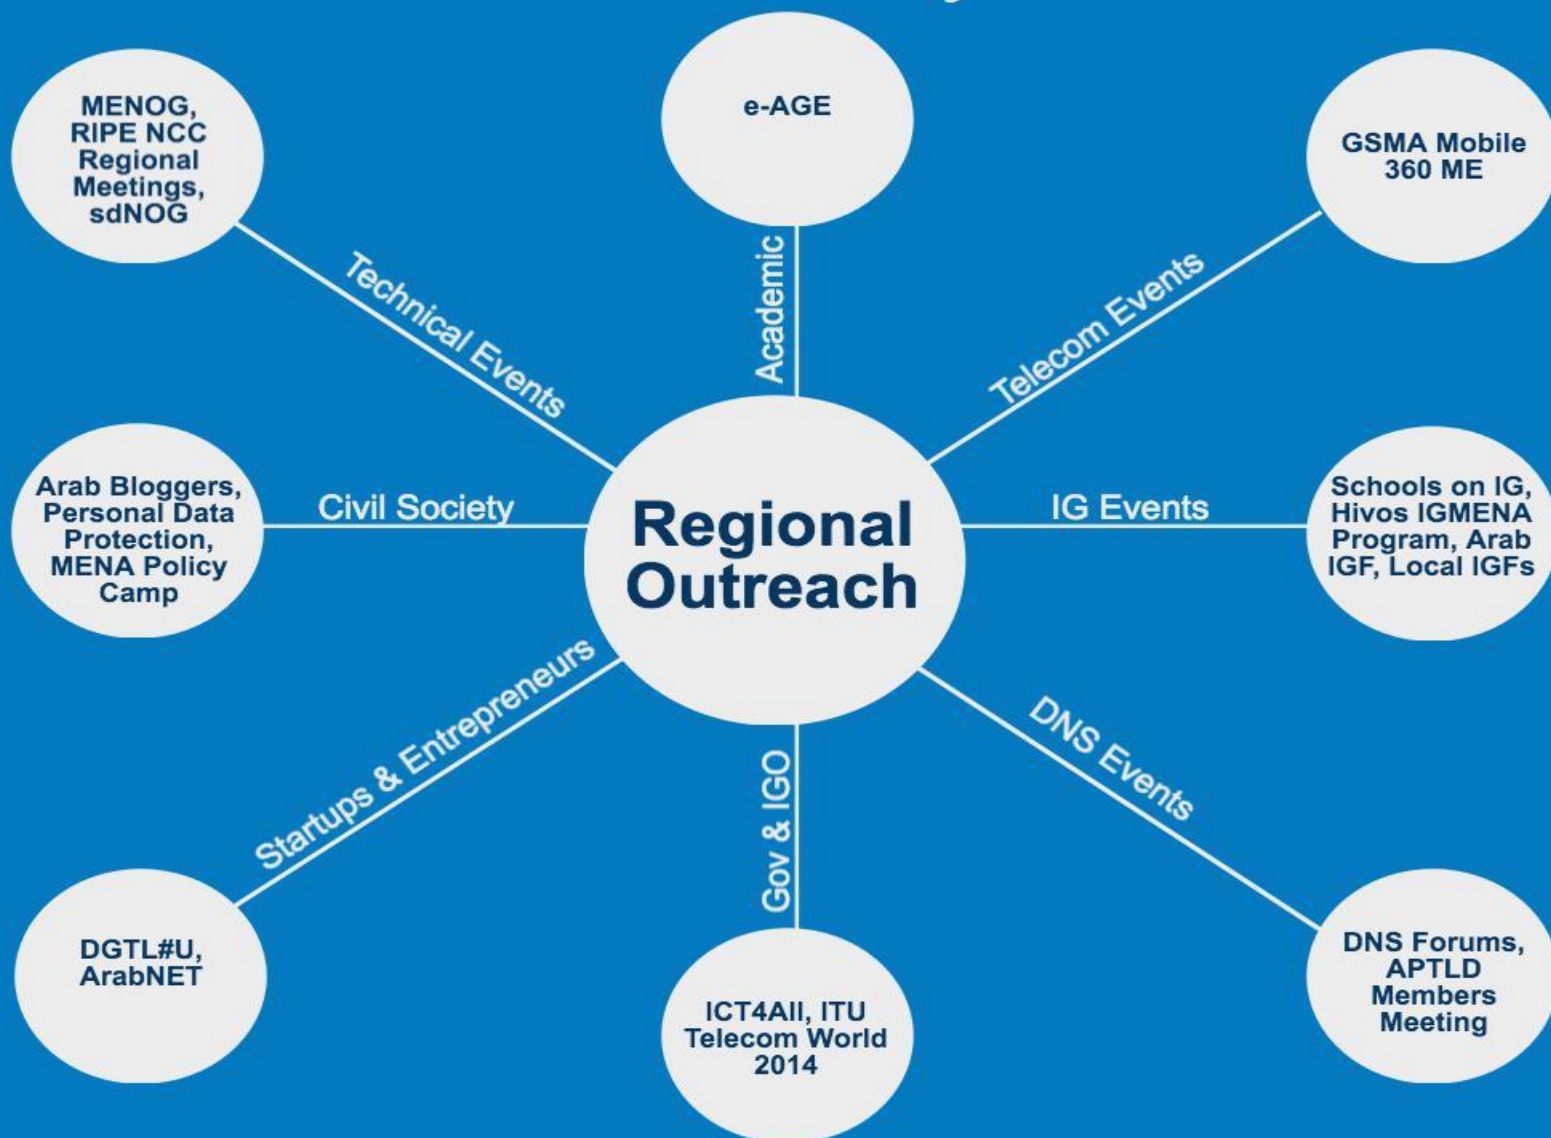 e-AGE
MENOG,
RIPE NCC
Regional
Meetings,
sdNOG
GSMA Mobile
360 ME
Technical Events
Academic
Telecom Events
Arab Bloggers,
Personal Data
Protection,
MENA Policy
Camp
Civil Society
Regional
Outreach
IG Events
Schools on IG,
Hivos IGMENA
Program, Arab
IGF, Local IGFs
Startups & Entrepreneurs
Gov & IGO
DNS Events
DGTL#U,
ArabNET
ICT4All, ITU
Telecom World
2014
DNS Forums,
APTLD
Members
Meeting